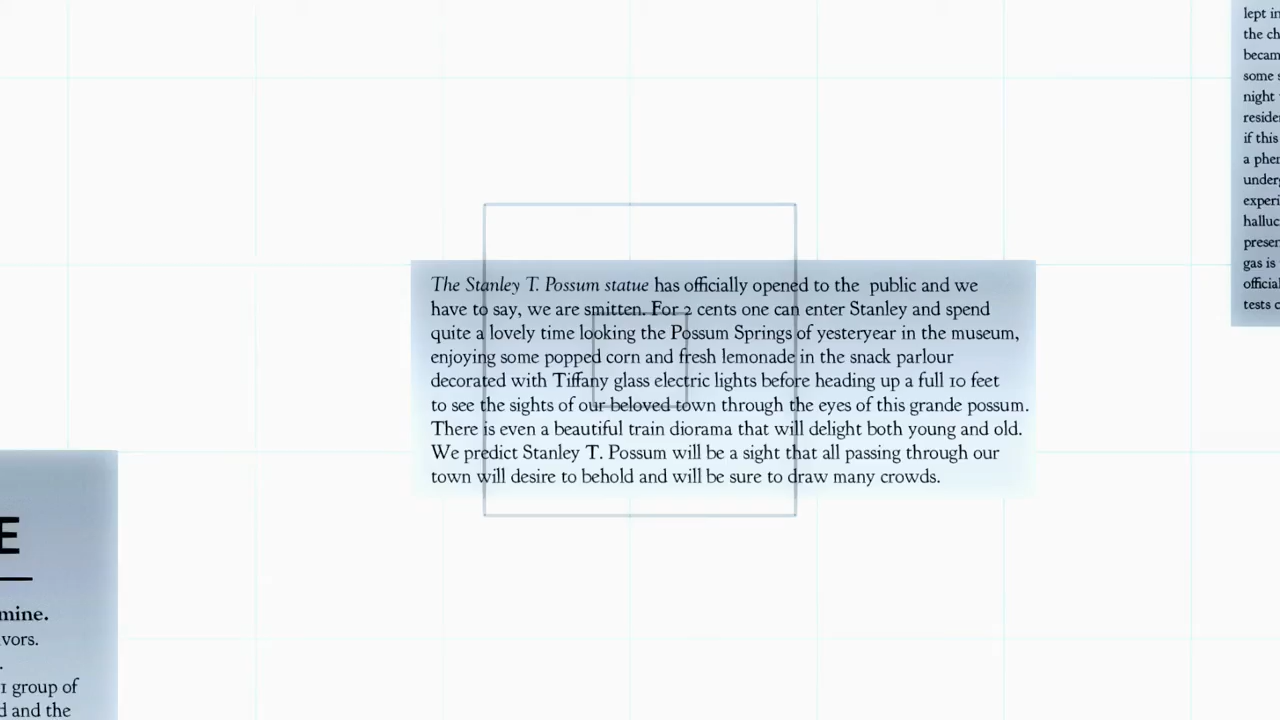 The Stanley T. Possum statue has officially opened to the public and we
have to say, we are smitten. For 2 cents one can enter Stanley and spend
quite a lovely time looking the Possum Springs of yesteryear in the museum,
enjoying some popped corn and fresh lemonade in the snack parlour
decorated with Tiffany glass electric lights before heading up a full 10 feet
to see the sights of our beloved town through the eyes of this grande possum.
There is even a beautiful train diorama that will delight both young and old.
We predict Stanley T. Possum will be a sight that all passing through our
town will desire to behold and will be sure to draw many crowds.
E
mine.
vors.
.
1 group of
d and the
lept in
the ch
becam
some s
night
reside
if this
a phe
under
experi
halluc
presen
gas is
official
tests